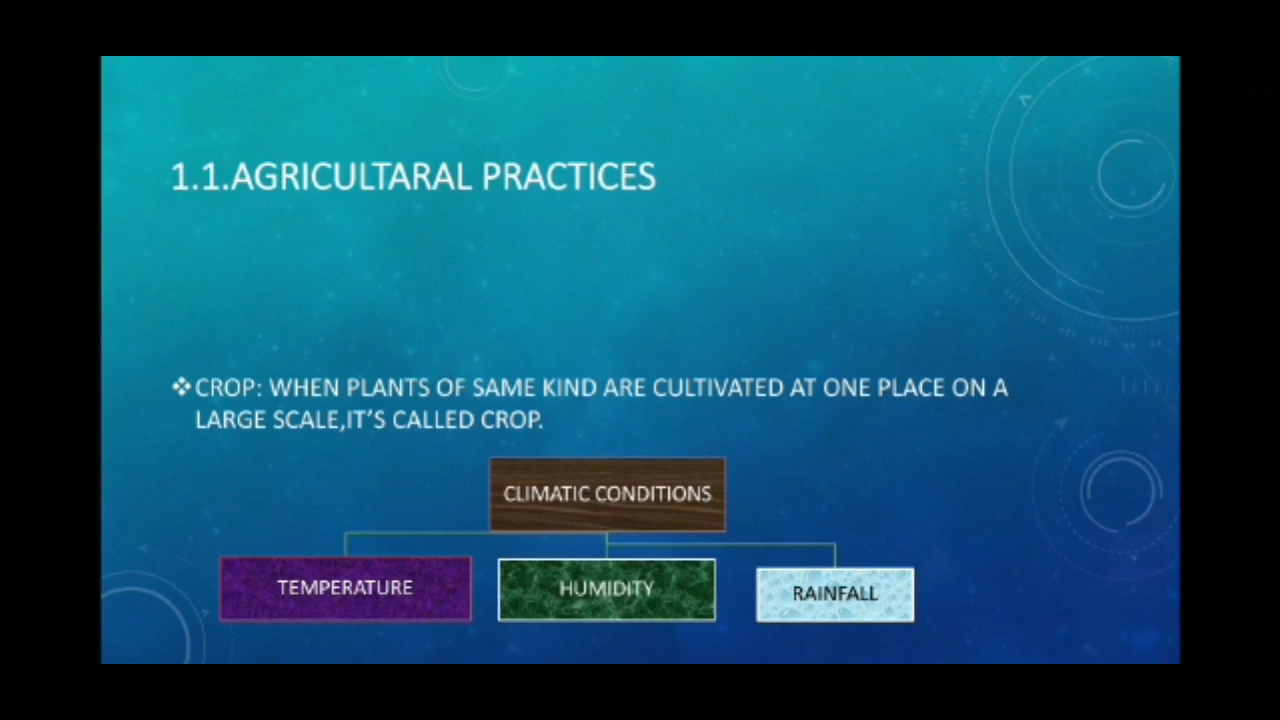 1.1.AGRICULTARAL PRACTICES
❖CROP: WHEN PLANTS OF SAME KIND ARE CULTIVATED AT ONE PLACE ON A
LARGE SCALE,IT’S CALLED CROP.
CLIMATIC CONDITIONS
TEMPERATURE
HUMIDITY
RAINFALL